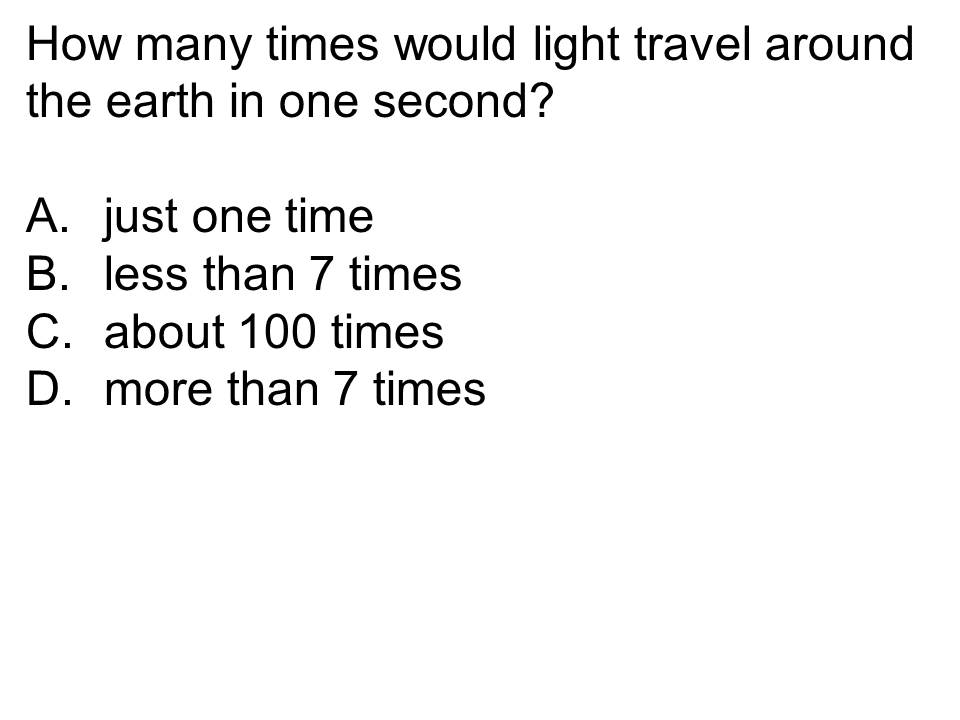 How many times would light travel around
the earth in one second?
A. just one time
B. less than 7 times
C. about 100 times
D. more than 7 times